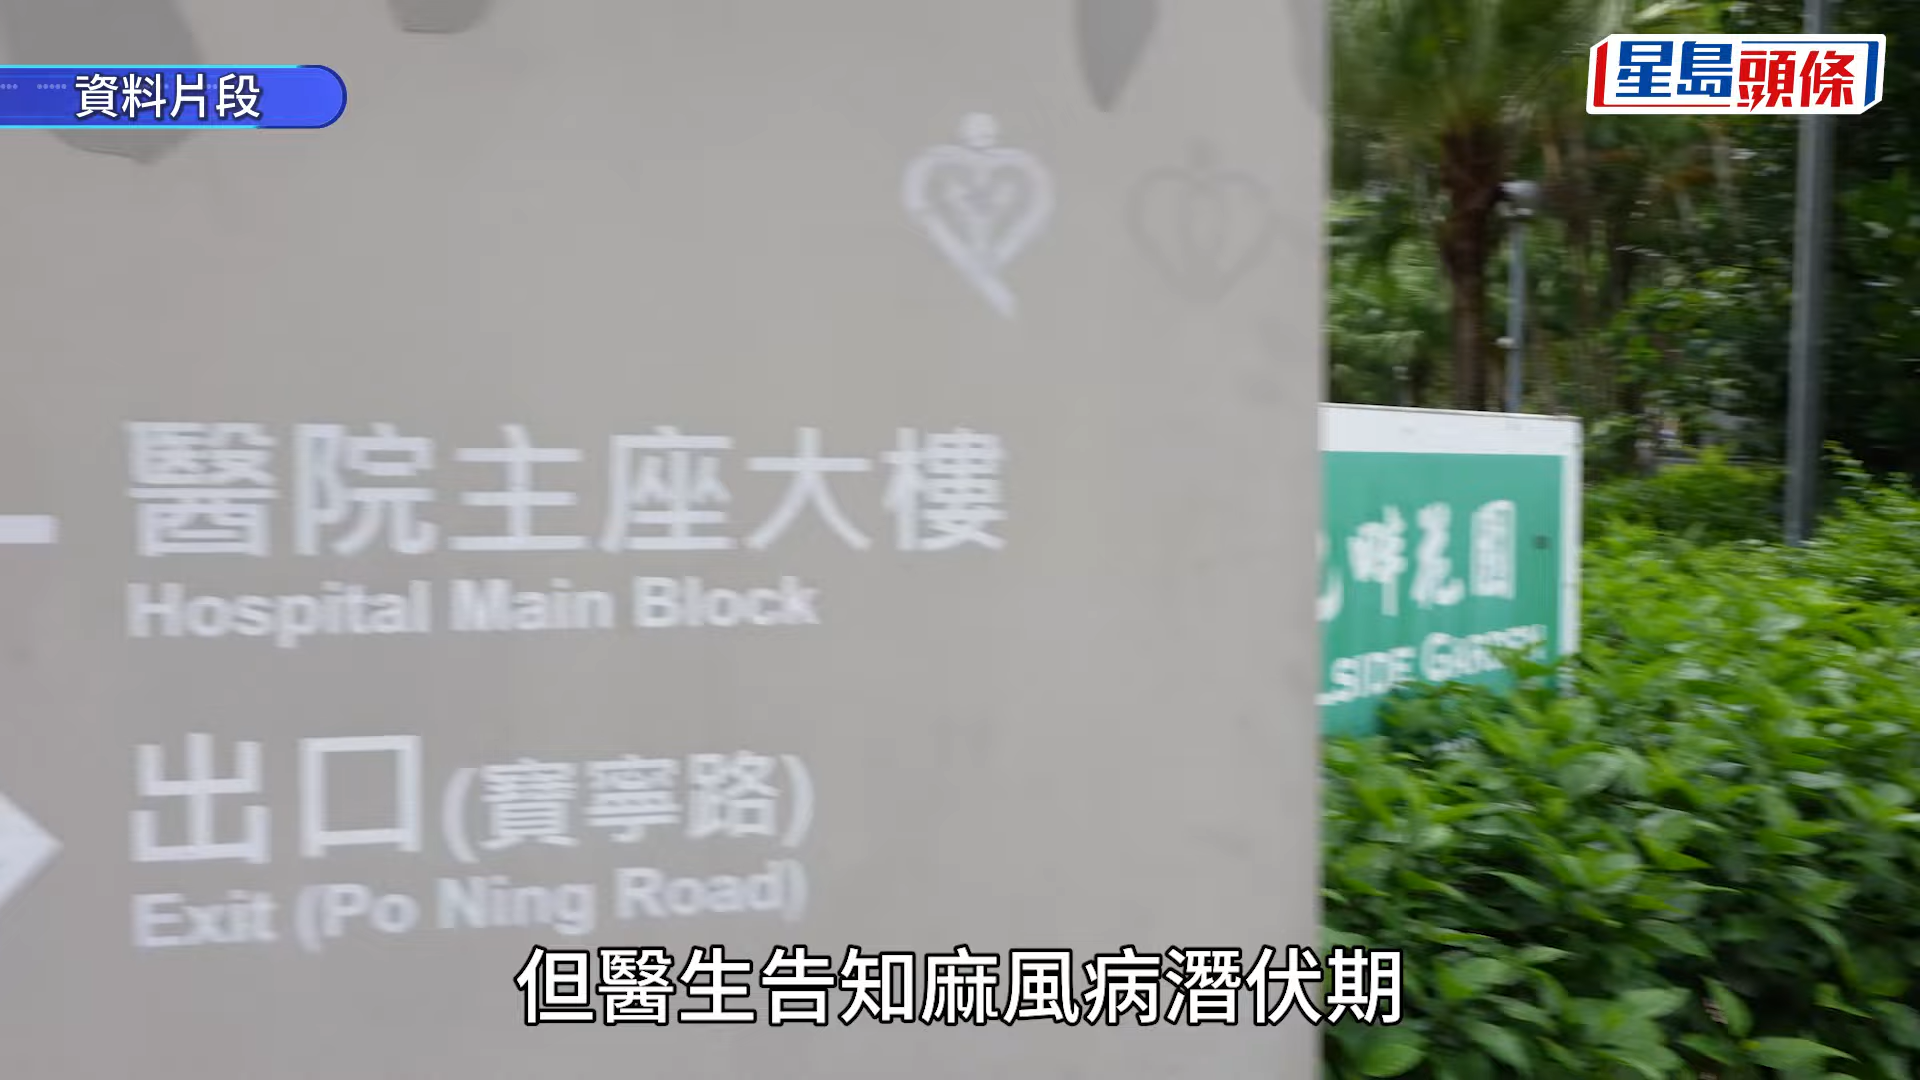 資料片段
星島頭條
醫院主座大樓
Hospital Main Block
畔花園
LSIDE GARDEN
出口(寶寧路)
Exit (Po Ning Road)
但醫生告知麻風病潛伏期